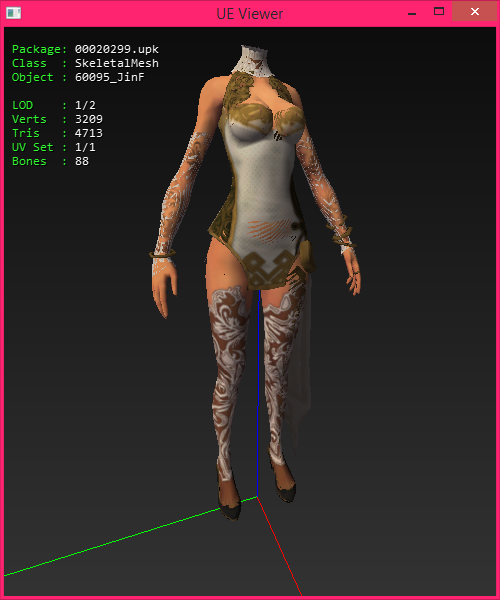 UE Viewer
Package: 00020299.upk
Class : SkeletalMesh
Object : 60095_JinF
LOD : 1/2
Verts : 3209
Tris : 4713
UV Set : 1/1
Bones : 88